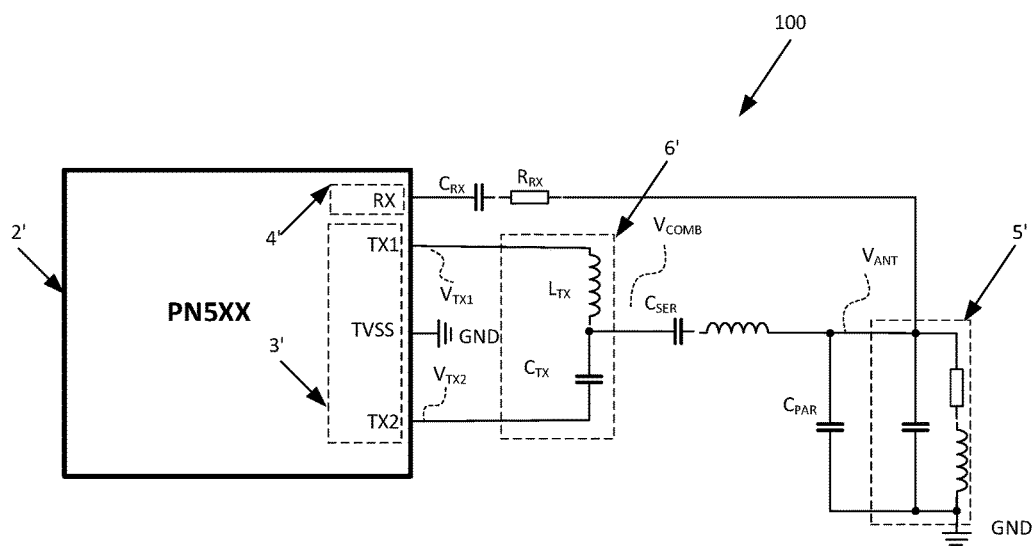 100
6'
C_RX
R_RX
RX
V_COMB
2'
4'
TX1
V_ANT
5'
V_TX1
L_TX
C_SER
PN5XX
TVSS
GND
3'
V_TX2
C_TX
C_PAR
TX2
GND